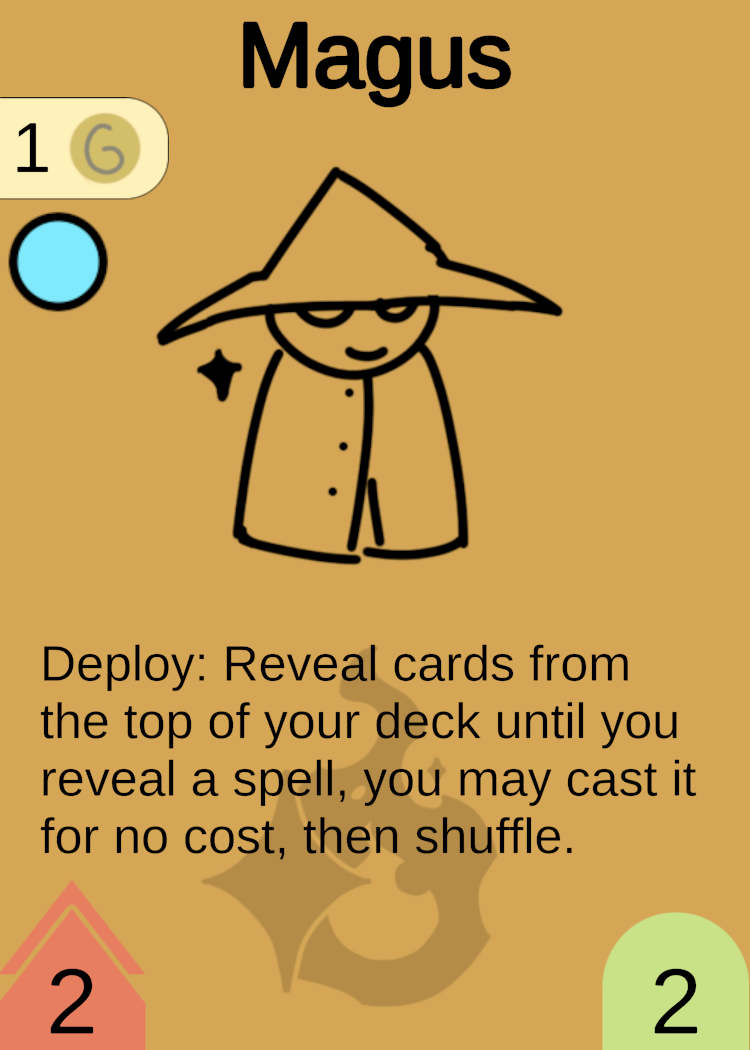 Magus
1 G
Deploy: Reveal cards from
the top of your deck until you
reveal a spell, you may cast it
for no cost, then shuffle.
2
2